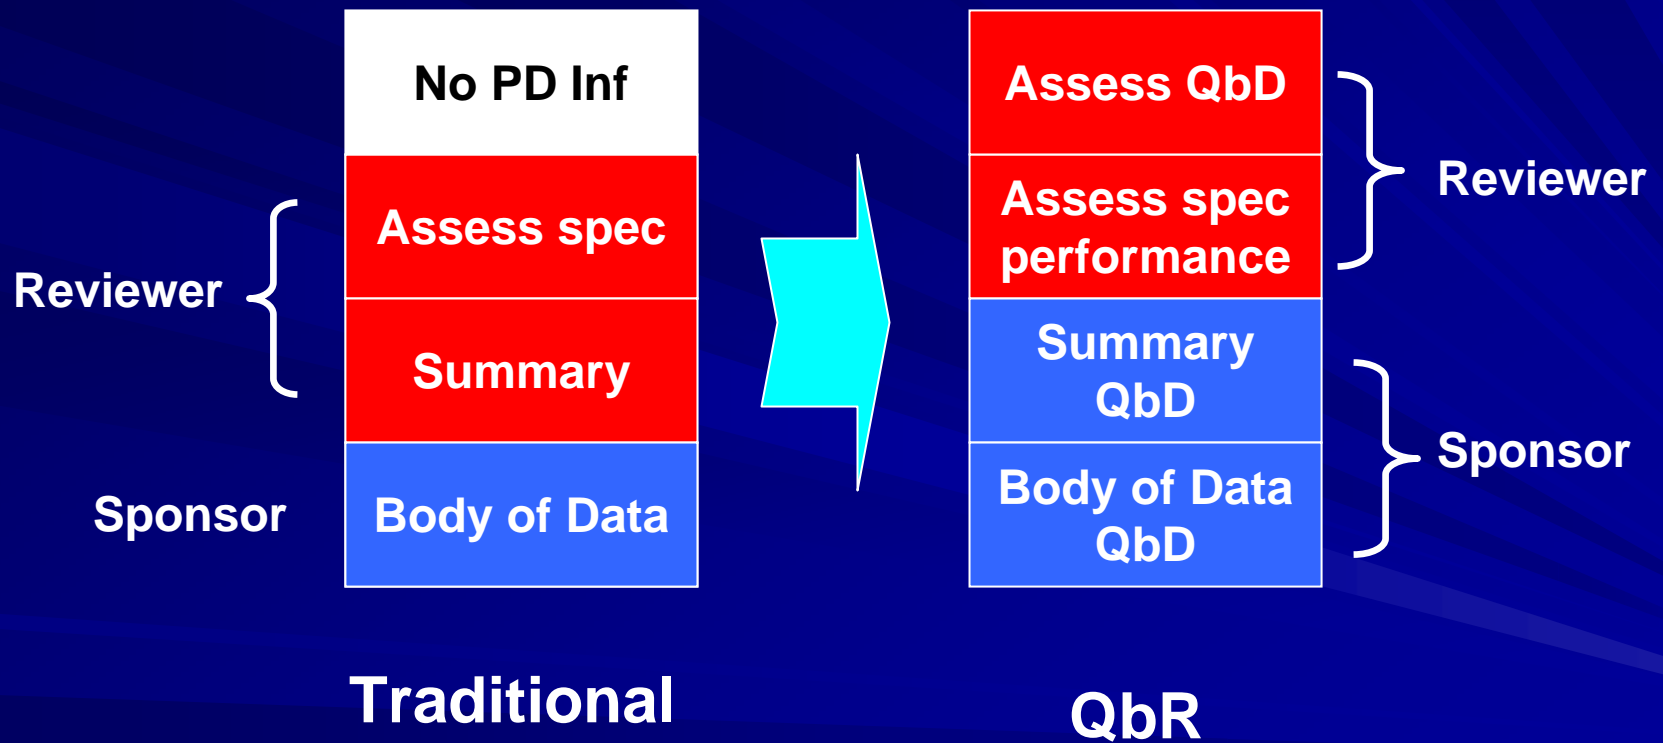 No PD Inf
Assess spec
Summary
Body of Data
Reviewer
Sponsor
Traditional
Assess QbD
Assess spec
performance
Summary
QbD
Body of Data
QbD
Reviewer
Sponsor
QbR